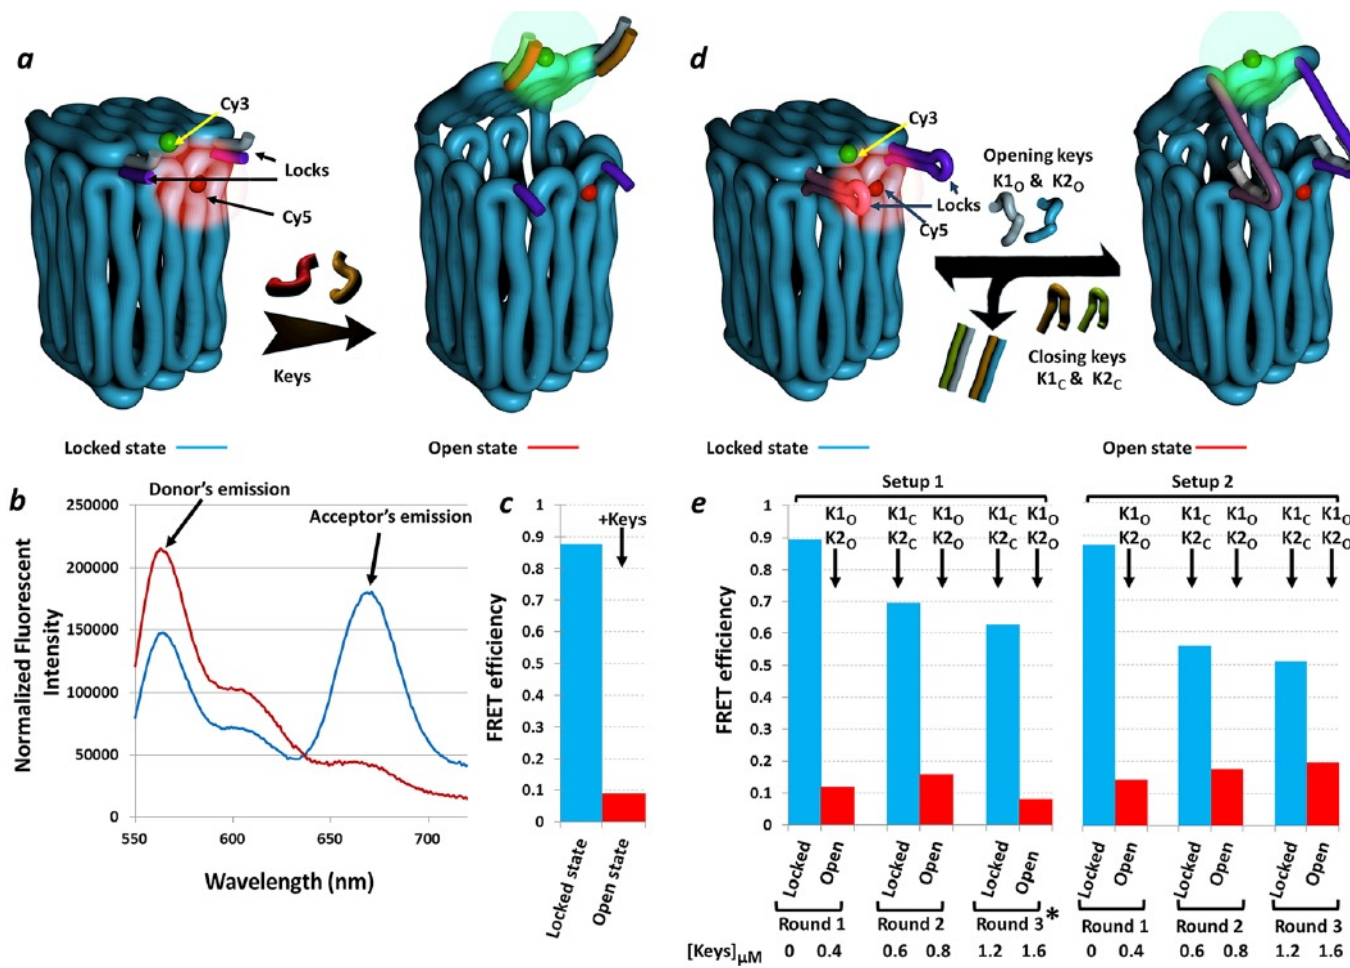 a
Cy3
Locks
Cy5
Keys
Locked state
Open state
d
Cy3
Locks
Cy5
Opening keys
K1O & K2O
Closing keys
K1C & K2C
Locked state
Open state
b
Normalized Fluorescent
Intensity
250000
200000
150000
100000
50000
0
Donor's emission
Acceptor's emission
550
600
650
700
Wavelength (nm)
c
FRET efficiency
1
0.9
0.8
0.7
0.6
0.5
0.4
0.3
0.2
0.1
0
+Keys
Locked state
Open state
e
FRET efficiency
1
0.9
0.8
0.7
0.6
0.5
0.4
0.3
0.2
0.1
0
Setup 1
K1O K1C K1O K1C K1O
K2O K2C K2O K2C K2O
Setup 2
K1O K1C K1O K1C K1O
K2O K2C K2O K2C K2O
Locked Open Locked Open Locked Open
Locked Open Locked Open Locked Open
Round 1 Round 2 Round 3*
Round 1 Round 2 Round 3
[Keys]μM 0 0.4 0.6 0.8 1.2 1.6
0 0.4 0.6 0.8 1.2 1.6